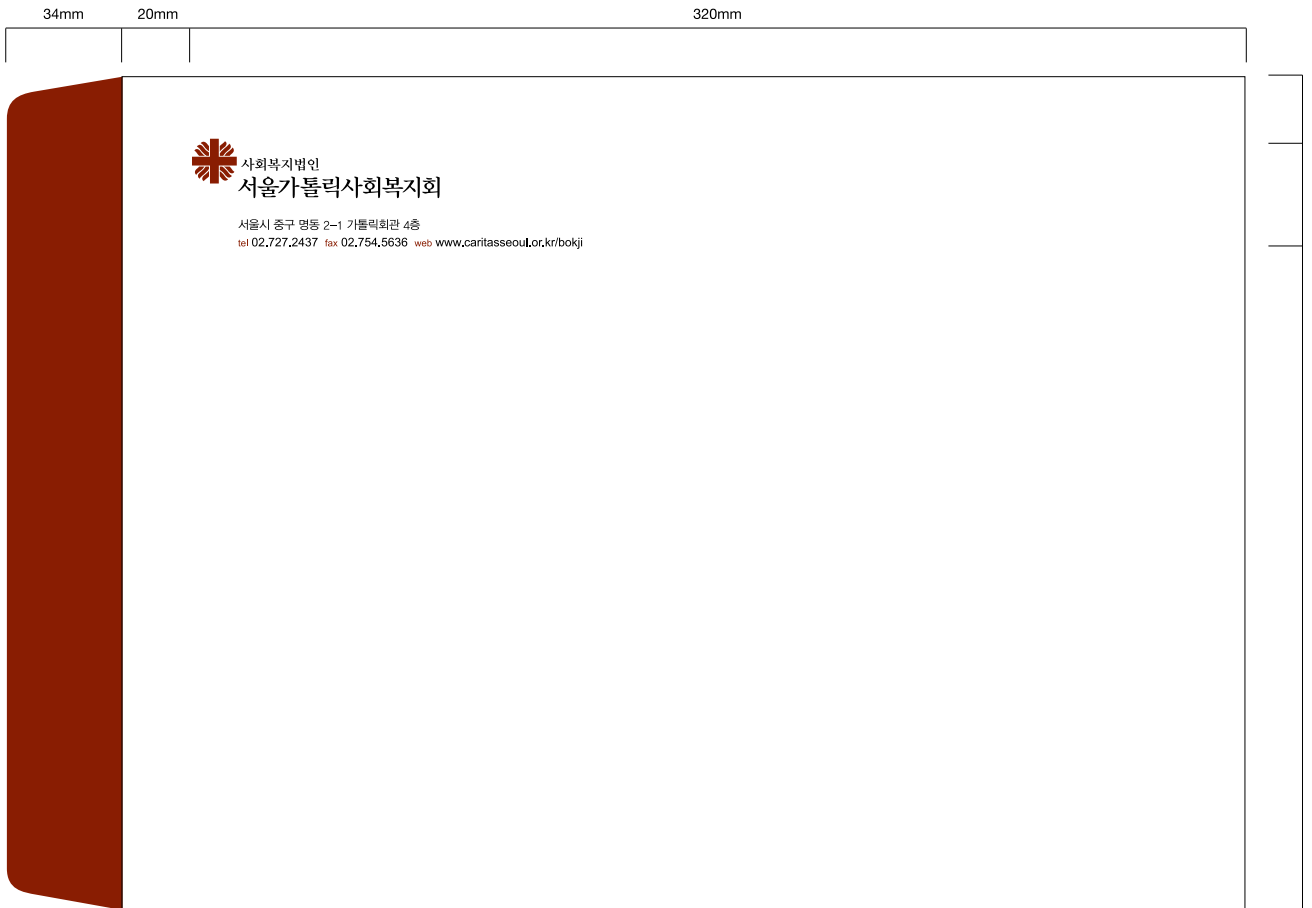 34mm 20mm 320mm
사회복지법인
서울가톨릭사회복지회
서울시 중구 명동 2-1 가톨릭회관 4층
tel 02.727.2437 fax 02.754.5636 web www.caritasseoul.or.kr/bokji